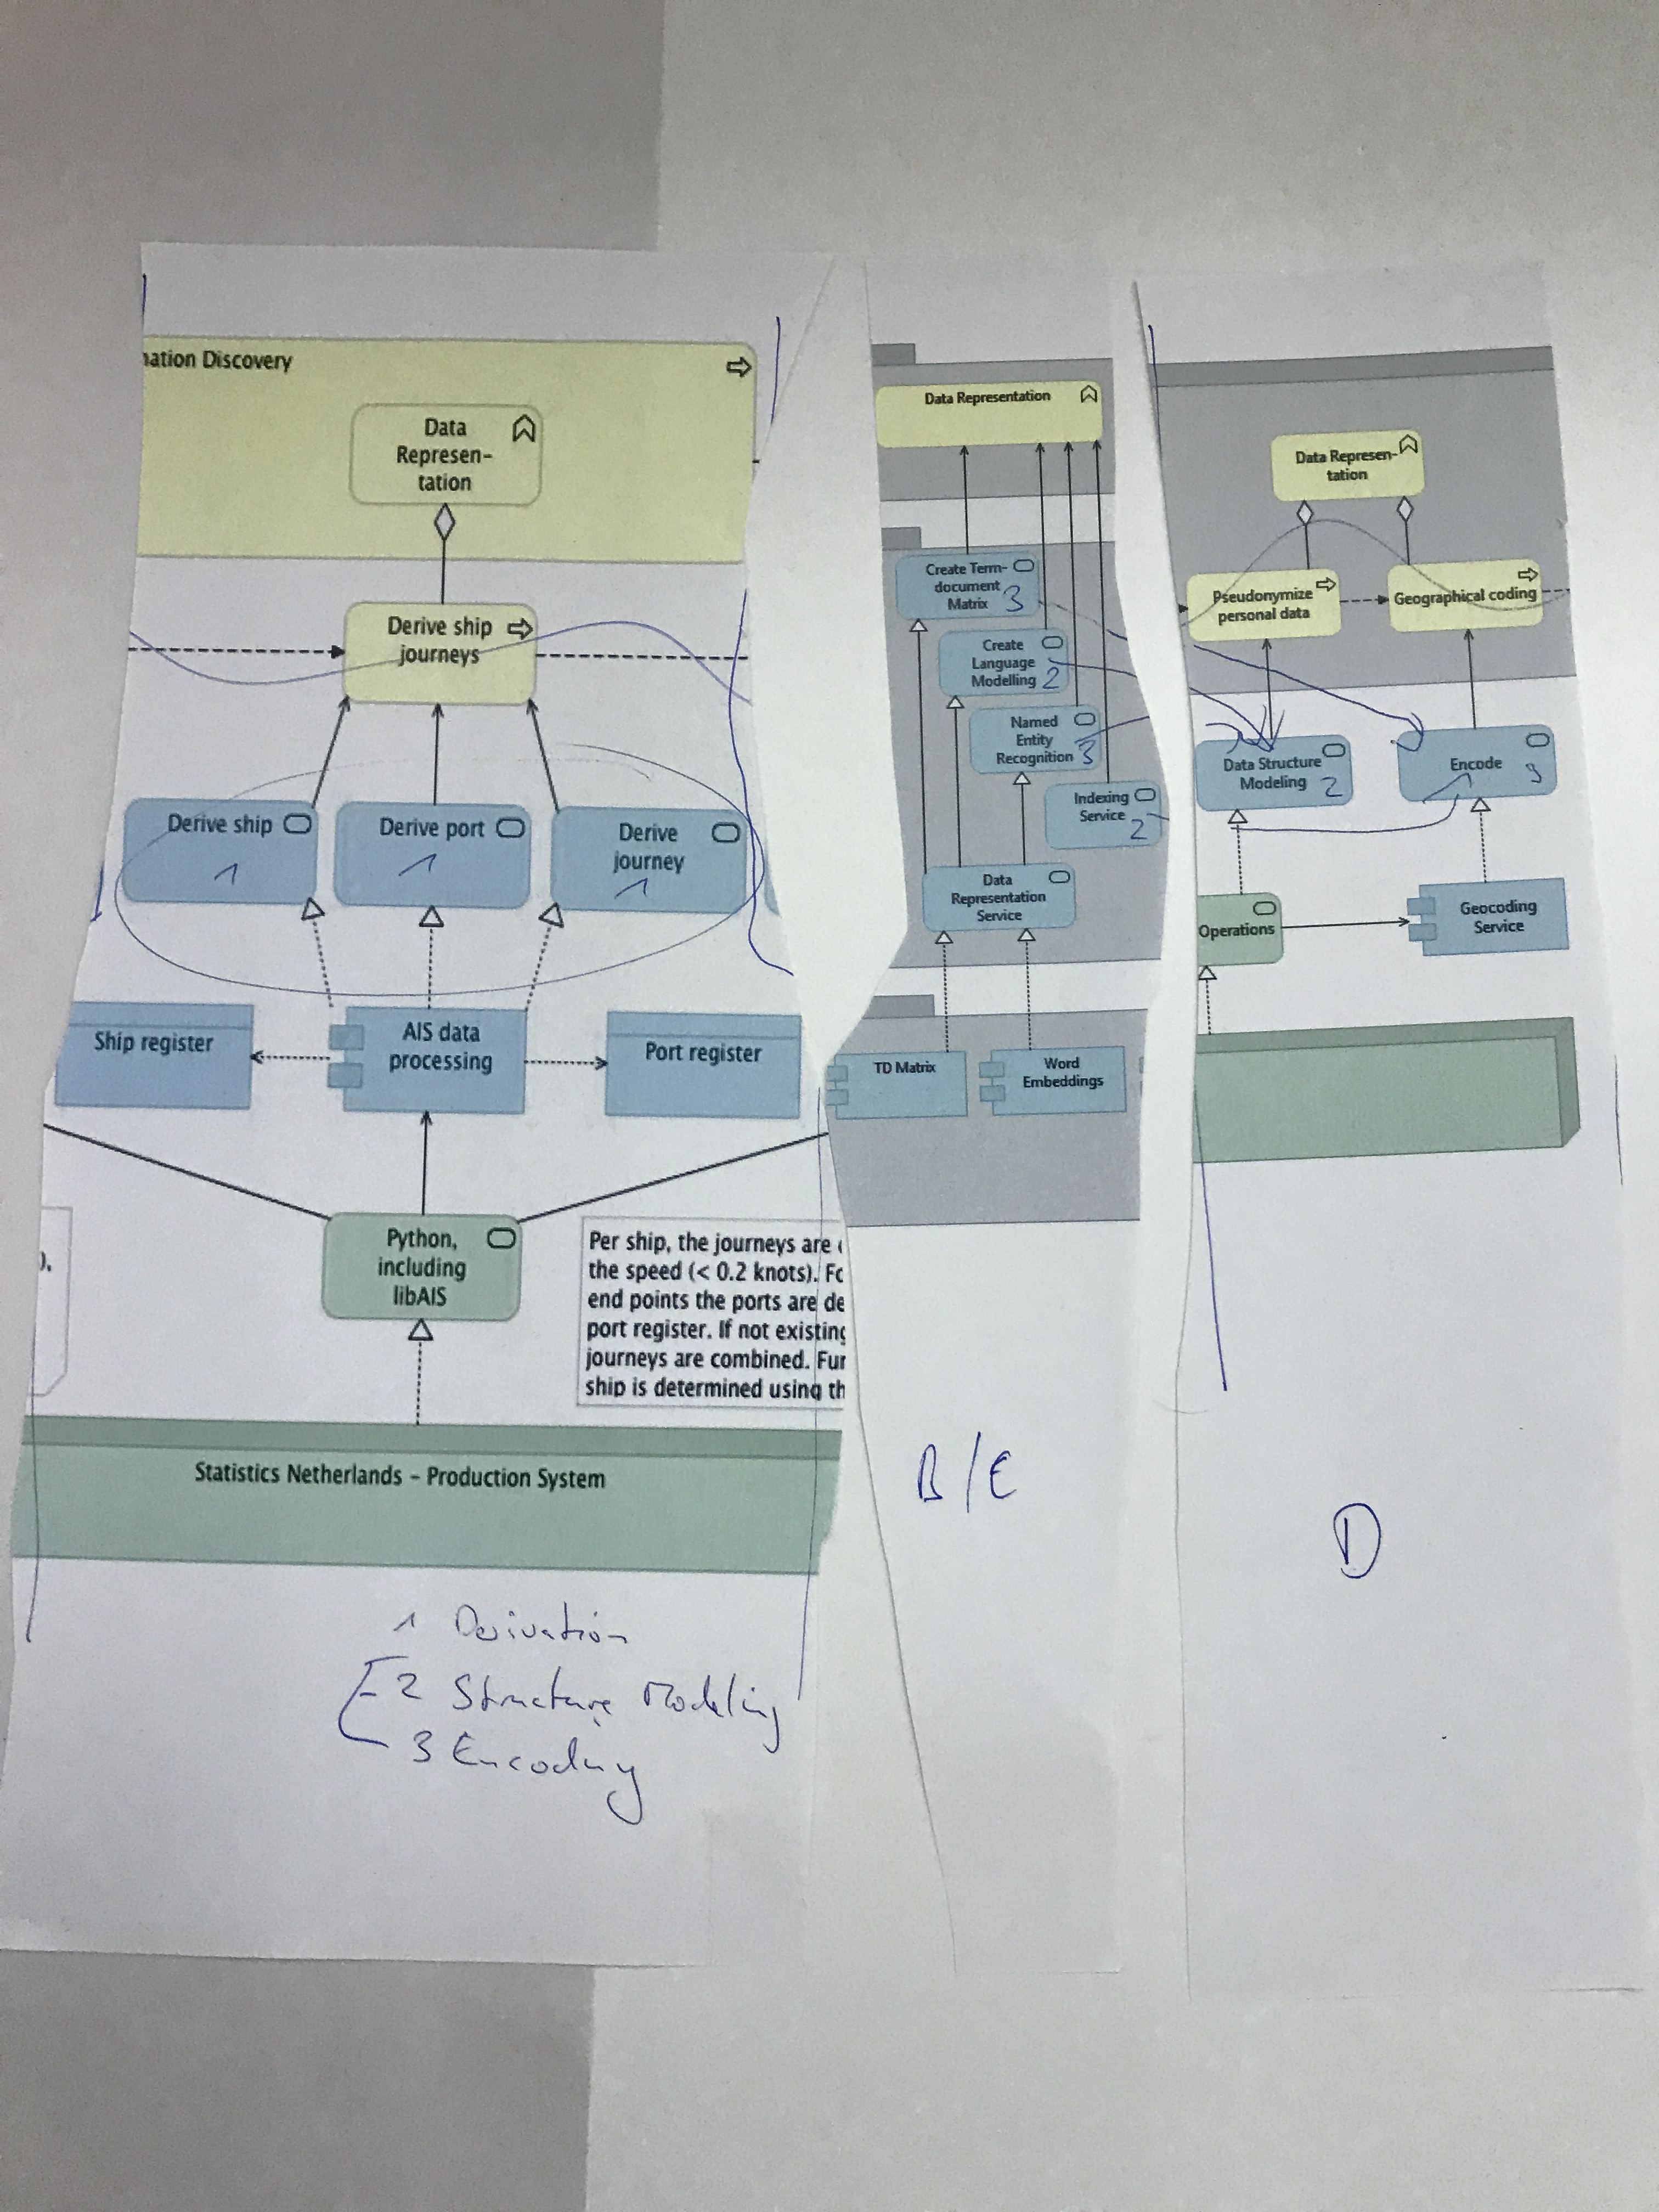 nation Discovery
Data
Represen-
tation
Derive ship
journeys
Derive ship
1
Derive port
1
Derive
journey
1
Ship register
AIS data
processing
Port register
Python,
including
libAIS
).
Per ship, the journeys are
the speed (< 0.2 knots). Fo
end points the ports are de
port register. If not existing
journeys are combined. Fur
ship is determined using th
Statistics Netherlands - Production System
1 Derivation
2 Structure Modeling
3 Encoding
Data Representation
Create Term-
document
Matrix 3
Create
Language
Modelling 2
Named
Entity
Recognition 3
Indexing
Service
2
Data
Representation
Service
TD Matrix
Word
Embeddings
B/E
Data Represen-
tation
Pseudonymize
personal data
Geographical coding
Data Structure
Modeling 2
Encode
1 3
Operations
Geocoding
Service
D